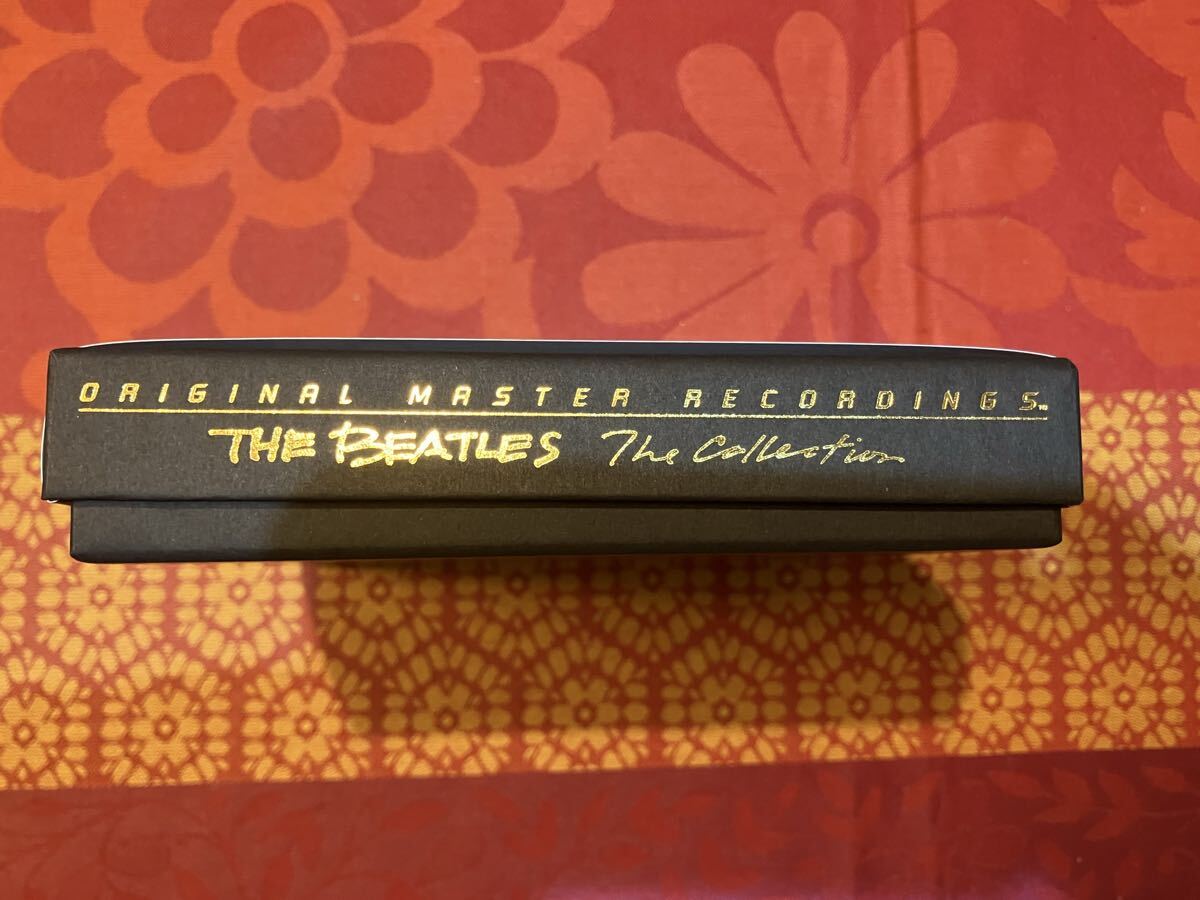 ORIGINAL MASTER RECORDINGS™
THE BEATLES The Collection